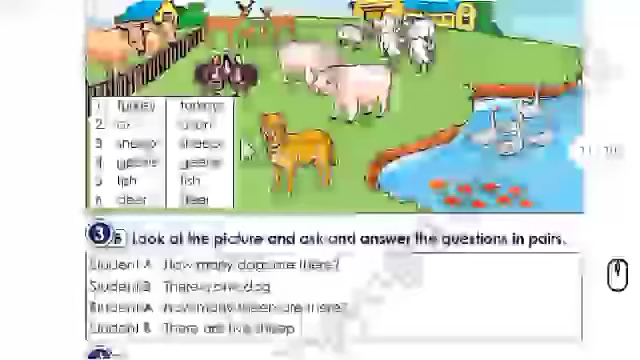 1 turkey turkeys
2 ox oxen
3 sheep sheep
4 goose geese
5 fish fish
6 deer deer
3 Look at the picture and ask and answer the questions in pairs.
Student A How many dogs are there?
Student B There is one dog
Student A How many sheep are there?
Student B There are five sheep